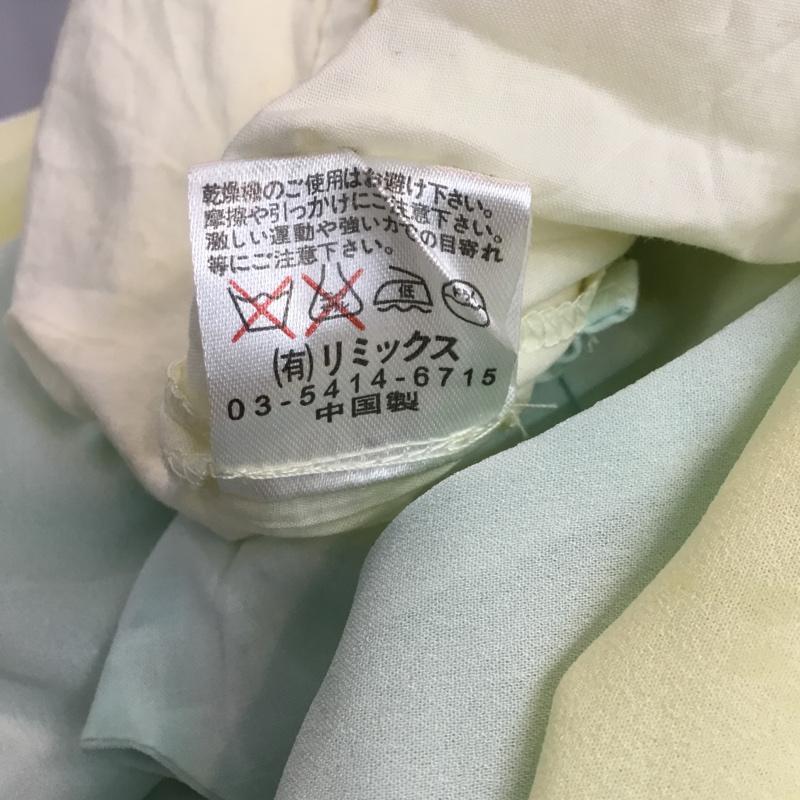 乾燥機のご使用はお避け下さい。
摩擦や引っかけにご注意下さい。
激しい運動や強い力での目寄れ
等にご注意下さい。
低
(有)リミックス
03-5414-6715
中国製